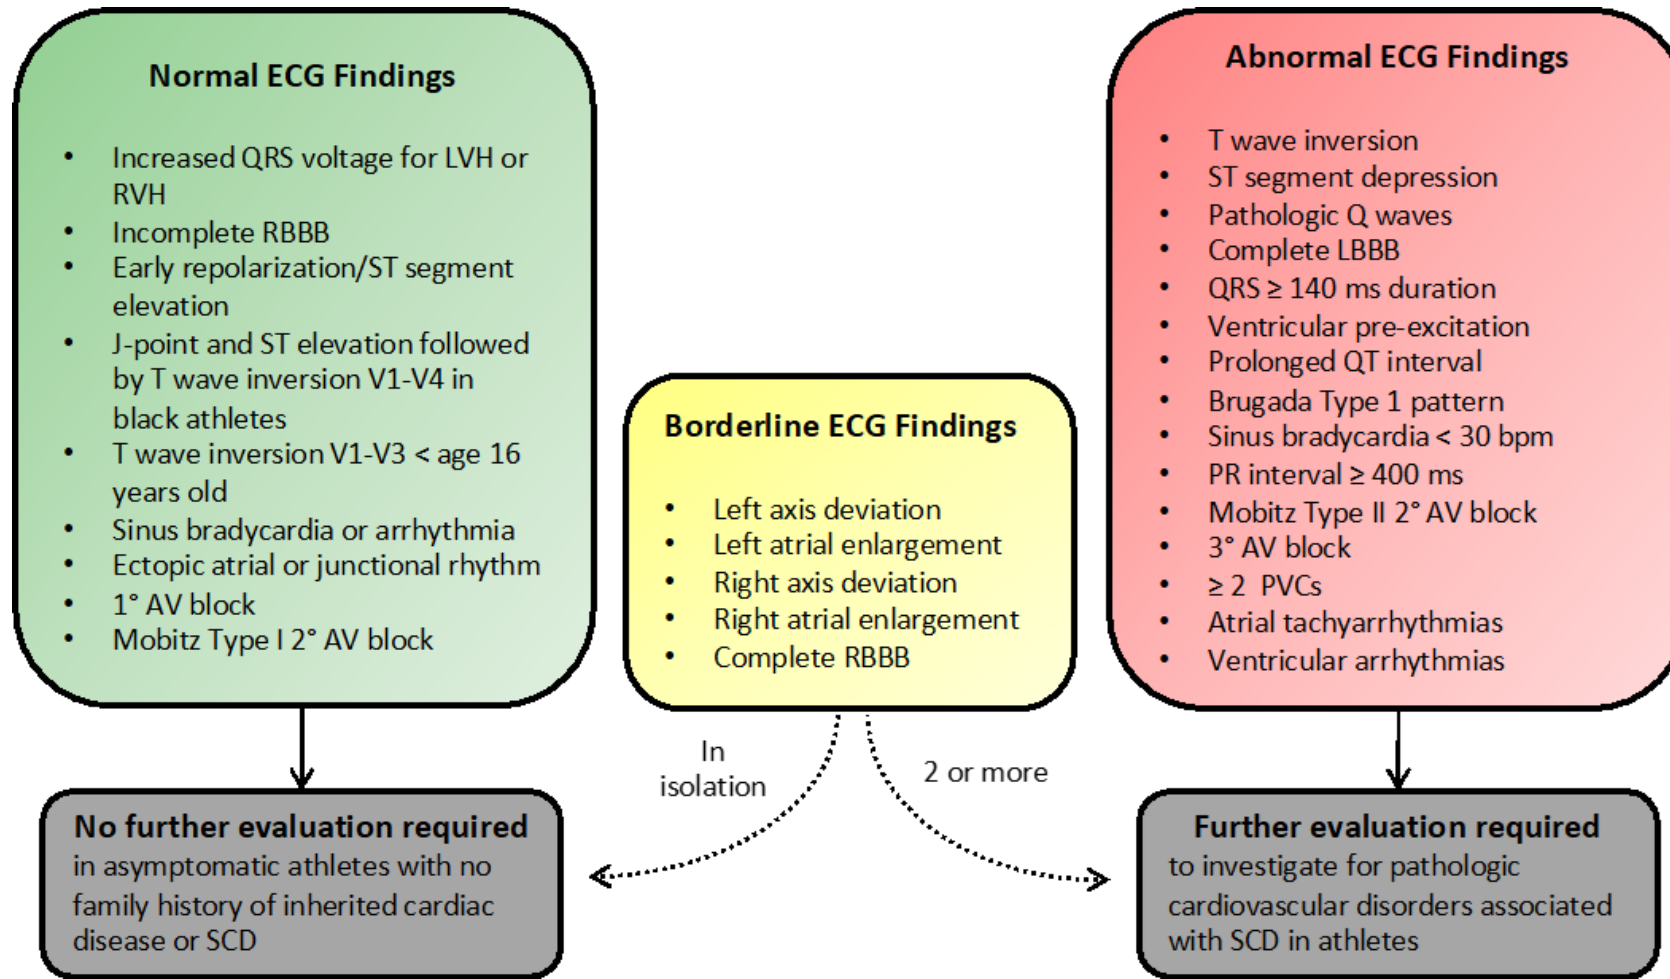 Normal ECG Findings
• Increased QRS voltage for LVH or
RVH
• Incomplete RBBB
• Early repolarization/ST segment
elevation
• J-point and ST elevation followed
by T wave inversion V1-V4 in
black athletes
• T wave inversion V1-V3 < age 16
years old
• Sinus bradycardia or arrhythmia
• Ectopic atrial or junctional rhythm
• 1° AV block
• Mobitz Type I 2° AV block
Borderline ECG Findings
• Left axis deviation
• Left atrial enlargement
• Right axis deviation
• Right atrial enlargement
• Complete RBBB
Abnormal ECG Findings
• T wave inversion
• ST segment depression
• Pathologic Q waves
• Complete LBBB
• QRS ≥ 140 ms duration
• Ventricular pre-excitation
• Prolonged QT interval
• Brugada Type 1 pattern
• Sinus bradycardia < 30 bpm
• PR interval ≥ 400 ms
• Mobitz Type II 2° AV block
• 3° AV block
• ≥ 2 PVCs
• Atrial tachyarrhythmias
• Ventricular arrhythmias
In
isolation
2 or more
No further evaluation required
in asymptomatic athletes with no
family history of inherited cardiac
disease or SCD
Further evaluation required
to investigate for pathologic
cardiovascular disorders associated
with SCD in athletes